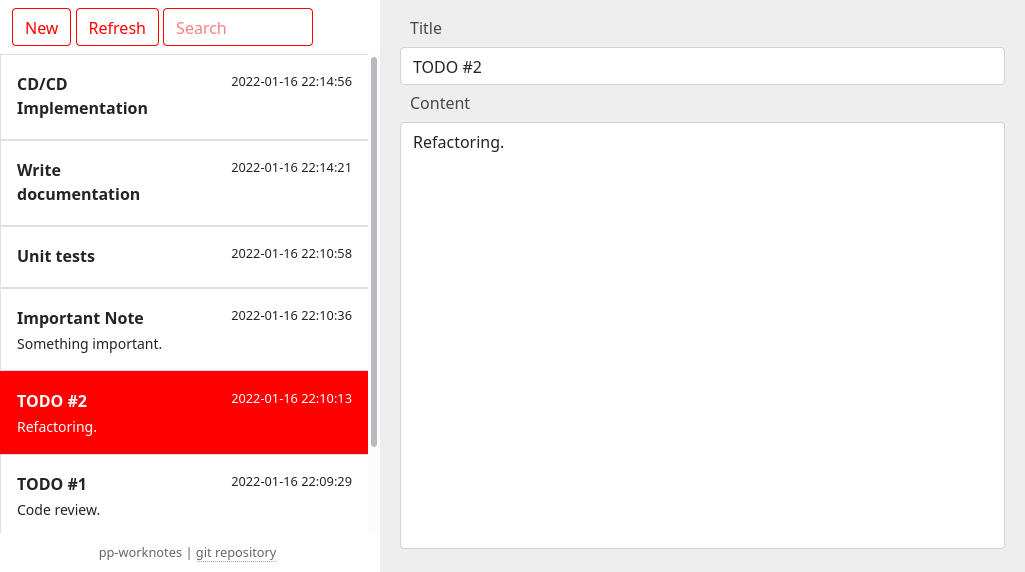 New Refresh Search
CD/CD 2022-01-16 22:14:56
Implementation
Write 2022-01-16 22:14:21
documentation
Unit tests 2022-01-16 22:10:58
Important Note 2022-01-16 22:10:36
Something important.
TODO #2 2022-01-16 22:10:13
Refactoring.
TODO #1 2022-01-16 22:09:29
Code review.
pp-worknotes | git repository
Title
TODO #2
Content
Refactoring.